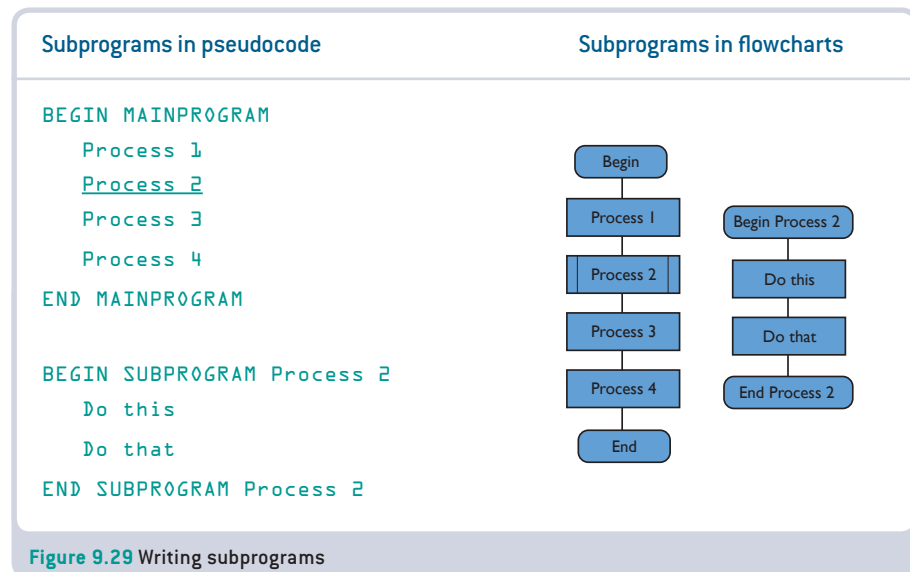 Subprograms in pseudocode
Subprograms in flowcharts
BEGIN MAINPROGRAM
Process 1
Process 2
Process 3
Process 4
END MAINPROGRAM
BEGIN SUBPROGRAM Process 2
Do this
Do that
END SUBPROGRAM Process 2
Begin
Process 1
Process 2
Process 3
Process 4
End
Begin Process 2
Do this
Do that
End Process 2
Figure 9.29 Writing subprograms